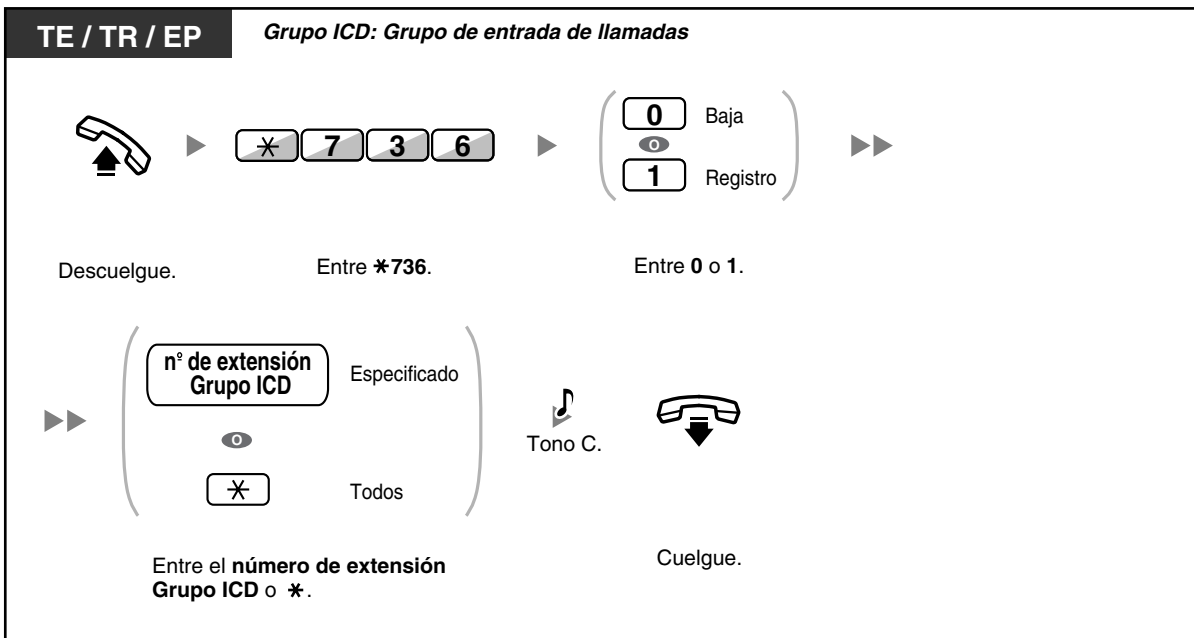 TE / TR / EP
Grupo ICD: Grupo de entrada de llamadas
* 7 3 6
0 Baja
o
1 Registro
Descuelgue.
Entre *736.
Entre 0 o 1.
nº de extensión
Grupo ICD
Especificado
o
* Todos
Tono C.
Entre el número de extensión
Grupo ICD o *.
Cuelgue.